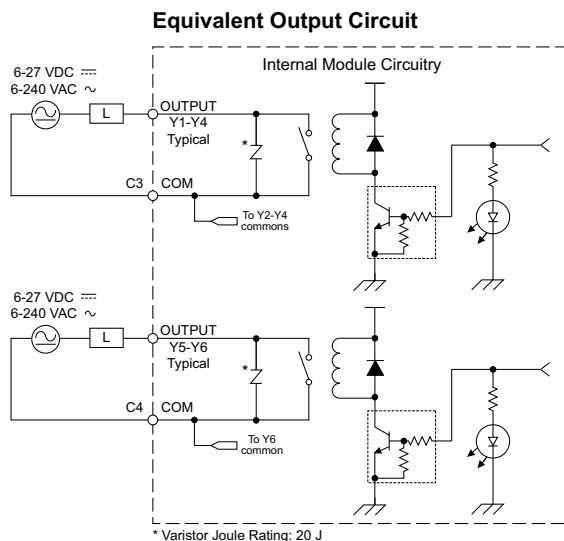 Equivalent Output Circuit
Internal Module Circuitry
6-27 VDC ⎓
6-240 VAC ∿
L
OUTPUT
Y1-Y4
Typical
*
C3
COM
To Y2-Y4
commons
6-27 VDC ⎓
6-240 VAC ∿
L
OUTPUT
Y5-Y6
Typical
*
C4
COM
To Y6
common
* Varistor Joule Rating: 20 J